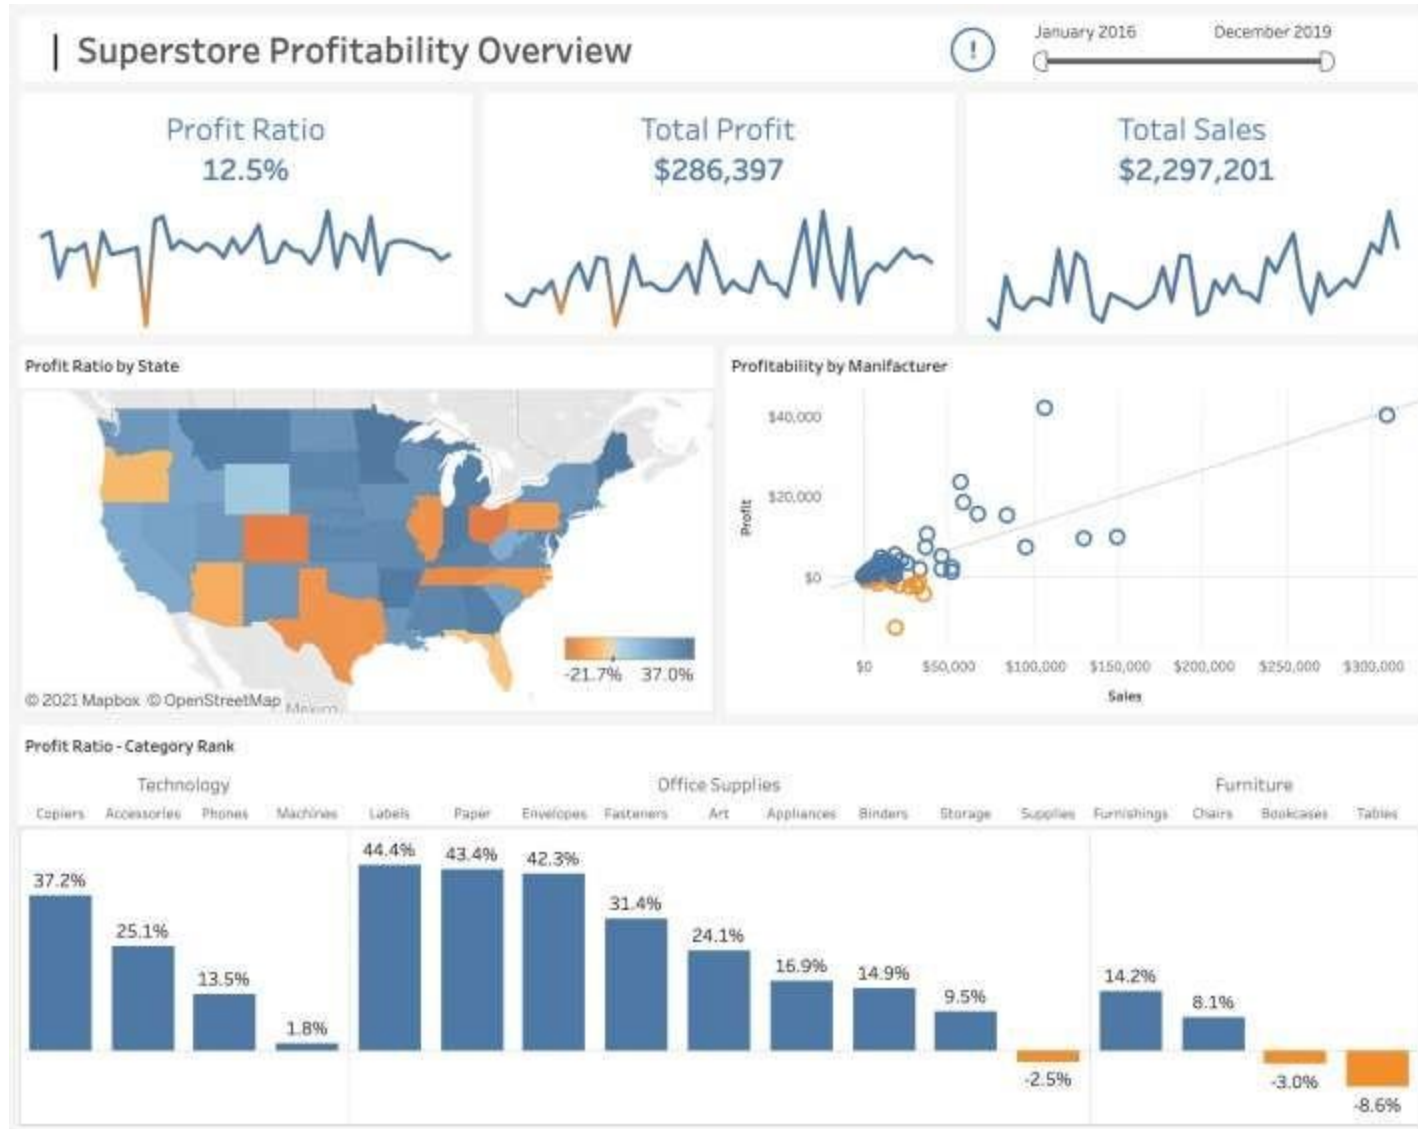 Superstore Profitability Overview
!
January 2016 December 2019
Profit Ratio
12.5%
Total Profit
$286,397
Total Sales
$2,297,201
Profit Ratio by State
-21.7% 37.0%
© 2021 Mapbox © OpenStreetMap
Mexico
Profitability by Manifacturer
$40,000
$20,000
$0
Profit
$0 $50,000 $100,000 $150,000 $200,000 $250,000 $300,000
Sales
Profit Ratio - Category Rank
Technology Office Supplies Furniture
Copiers Accessories Phones Machines Labels Paper Envelopes Fasteners Art Appliances Binders Storage Supplies Furnishings Chairs Bookcases Tables
37.2%
25.1%
13.5%
1.8%
44.4%
43.4%
42.3%
31.4%
24.1%
16.9%
14.9%
9.5%
-2.5%
14.2%
8.1%
-3.0%
-8.6%